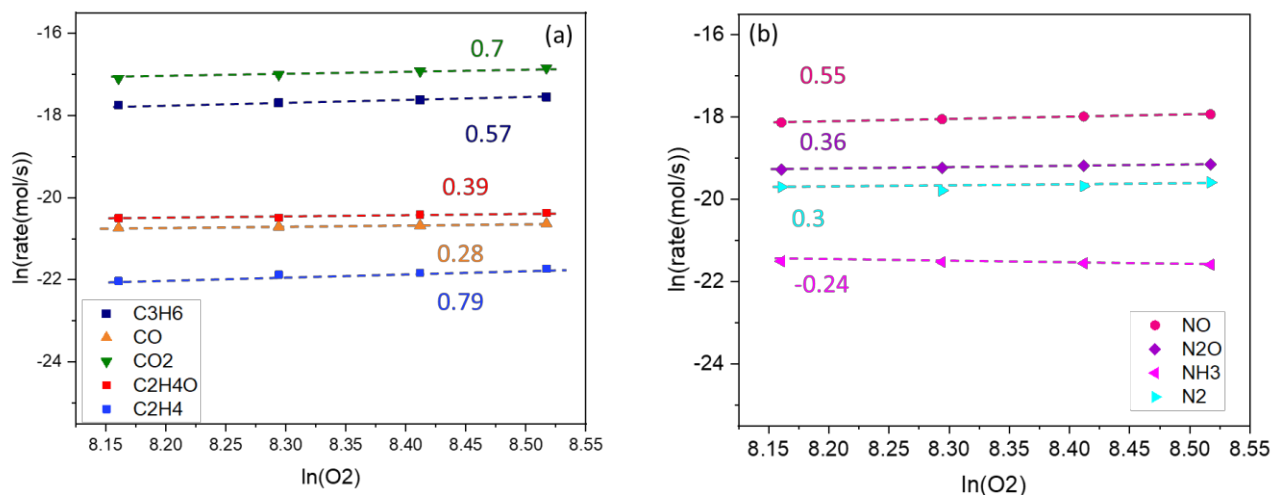 (a)
ln(rate(mol/s))
-16
-18
-20
-22
-24
0.7
0.57
0.39
0.28
0.79
C3H6
CO
CO2
C2H4O
C2H4
8.15 8.20 8.25 8.30 8.35 8.40 8.45 8.50 8.55
ln(O2)
(b)
ln(rate(mol/s))
-16
-18
-20
-22
-24
0.55
0.36
0.3
-0.24
NO
N2O
NH3
N2
8.15 8.20 8.25 8.30 8.35 8.40 8.45 8.50 8.55
ln(O2)